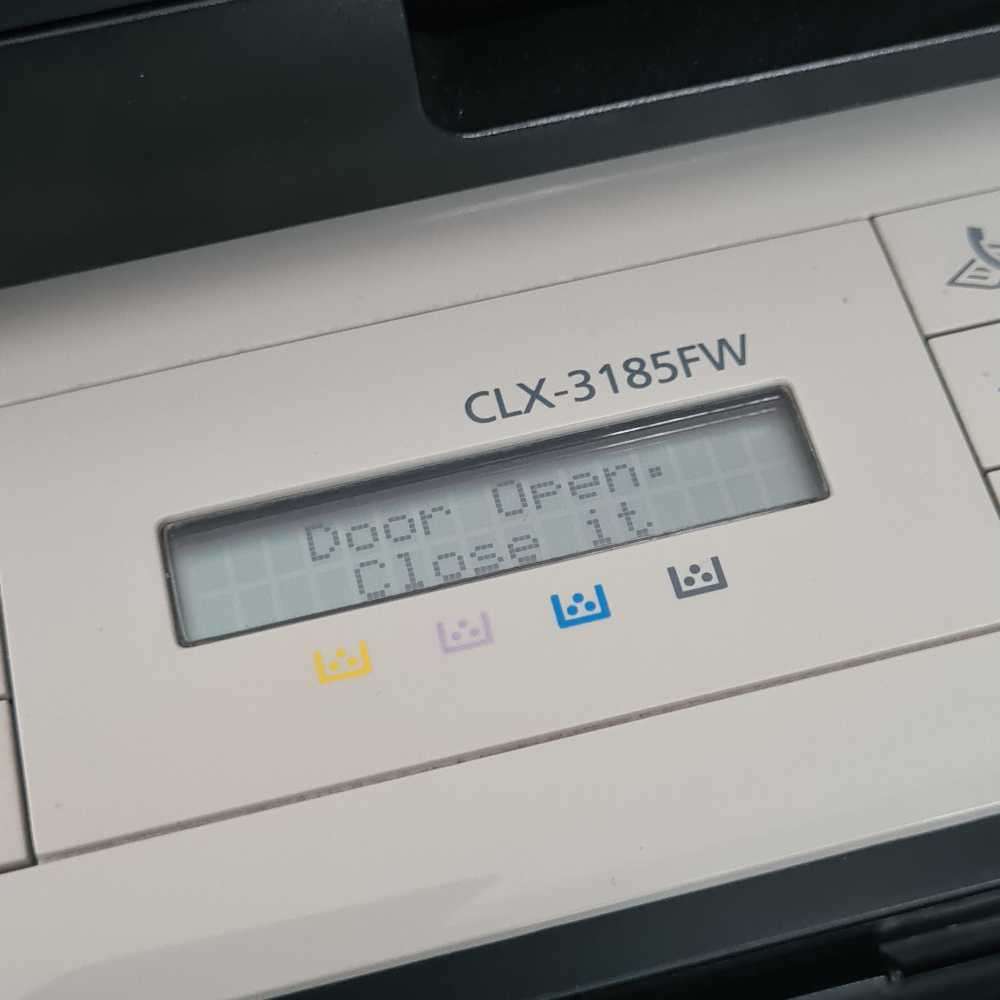 CLX-3185FW
Door Open.
Close it